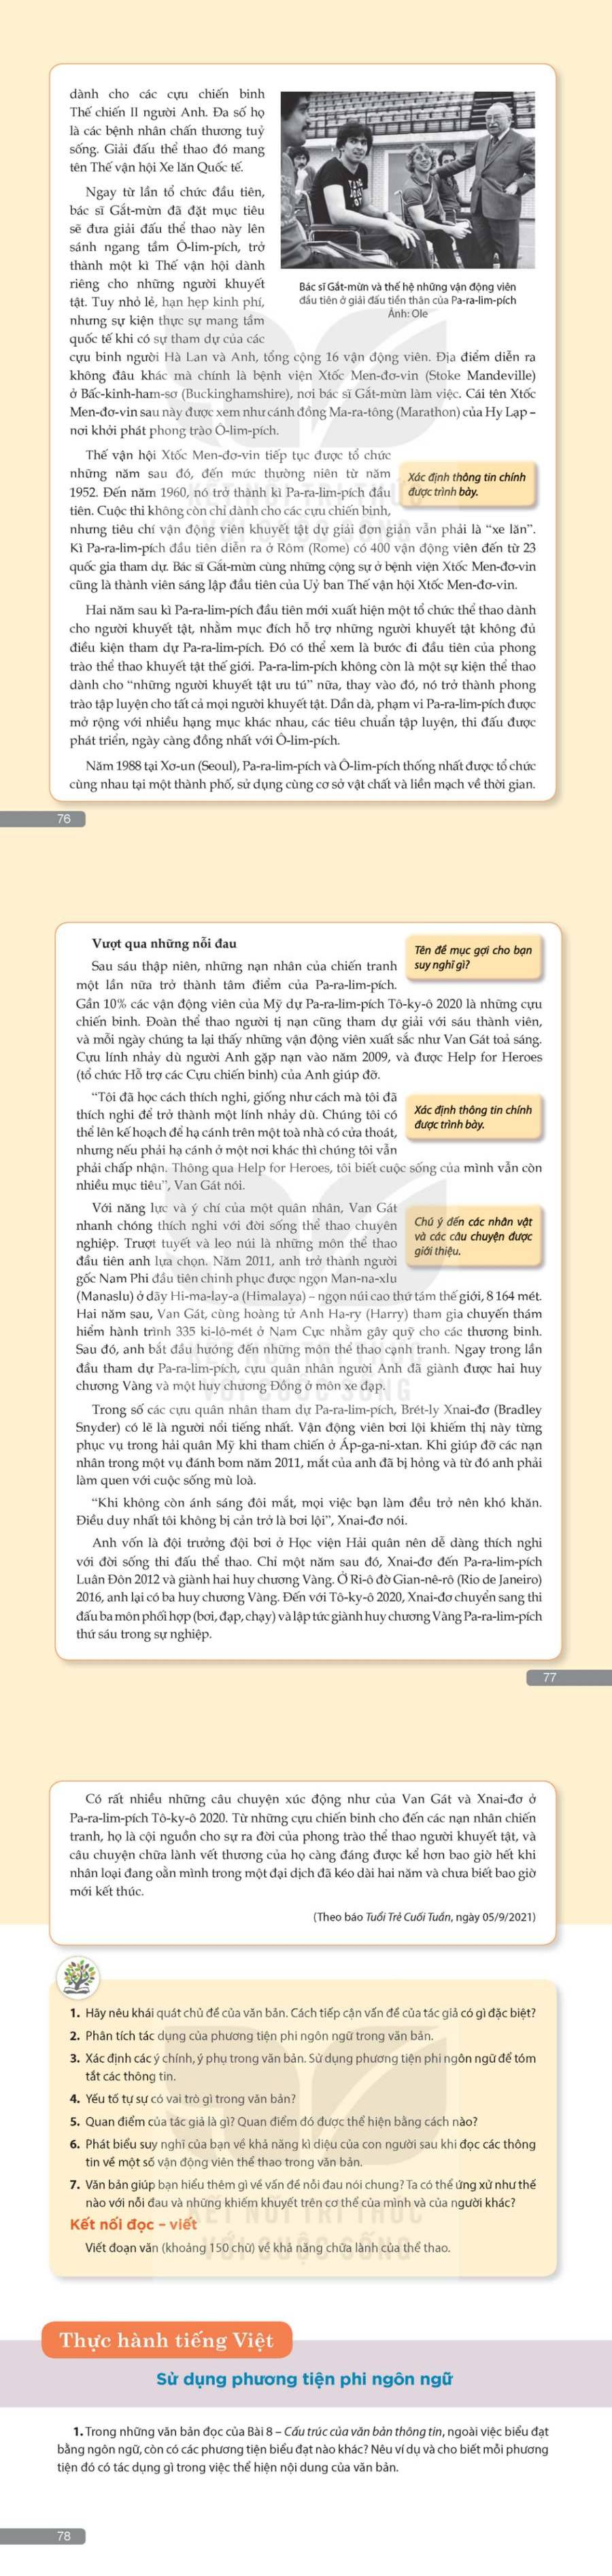 dành cho các cựu chiến binh
Thế chiến II người Anh. Đa số họ
là các bệnh nhân chấn thương tuỷ
sống. Giải đấu thể thao đó mang
tên Thế vận hội Xe lăn Quốc tế.
Ngay từ lần tổ chức đầu tiên,
bác sĩ Gắt-mừn đã đặt mục tiêu
sẽ đưa giải đấu thể thao này lên
sánh ngang tầm Ô-lim-pích, trở
thành một kì Thế vận hội dành
riêng cho những người khuyết
tật. Tuy nhỏ lẻ, hạn hẹp kinh phí,
nhưng sự kiện thực sự mang tầm
quốc tế khi có sự tham dự của các
Bác sĩ Gắt-mừn và thế hệ những vận động viên
đầu tiên ở giải đấu tiền thân của Pa-ra-lim-pích
Ảnh: Ole
cựu binh người Hà Lan và Anh, tổng cộng 16 vận động viên. Địa điểm diễn ra
không đâu khác mà chính là bệnh viện Xtốc Men-đơ-vin (Stoke Mandeville)
ở Bấc-kinh-ham-sơ (Buckinghamshire), nơi bác sĩ Gắt-mừn làm việc. Cái tên Xtốc
Men-đơ-vin sau này được xem như cánh đồng Ma-ra-tông (Marathon) của Hy Lạp –
nơi khởi phát phong trào Ô-lim-pích.
Thế vận hội Xtốc Men-đơ-vin tiếp tục được tổ chức
những năm sau đó, đến mức thường niên từ năm
1952. Đến năm 1960, nó trở thành kì Pa-ra-lim-pích đầu
tiên. Cuộc thi không còn chỉ dành cho các cựu chiến binh,
Xác định thông tin chính
được trình bày.
nhưng tiêu chí vận động viên khuyết tật dự giải đơn giản vẫn phải là “xe lăn”.
Kì Pa-ra-lim-pích đầu tiên diễn ra ở Rôm (Rome) có 400 vận động viên đến từ 23
quốc gia tham dự. Bác sĩ Gắt-mừn cùng những cộng sự ở bệnh viện Xtốc Men-đơ-vin
cũng là thành viên sáng lập đầu tiên của Uỷ ban Thế vận hội Xtốc Men-đơ-vin.
Hai năm sau kì Pa-ra-lim-pích đầu tiên mới xuất hiện một tổ chức thể thao dành
cho người khuyết tật, nhằm mục đích hỗ trợ những người khuyết tật không đủ
điều kiện tham dự Pa-ra-lim-pích. Đó có thể xem là bước đi đầu tiên của phong
trào thể thao khuyết tật thế giới. Pa-ra-lim-pích không còn là một sự kiện thể thao
dành cho “những người khuyết tật ưu tú” nữa, thay vào đó, nó trở thành phong
trào tập luyện cho tất cả mọi người khuyết tật. Dần dà, phạm vi Pa-ra-lim-pích được
mở rộng với nhiều hạng mục khác nhau, các tiêu chuẩn tập luyện, thi đấu được
phát triển, ngày càng đồng nhất với Ô-lim-pích.
Năm 1988 tại Xơ-un (Seoul), Pa-ra-lim-pích và Ô-lim-pích thống nhất được tổ chức
cùng nhau tại một thành phố, sử dụng cùng cơ sở vật chất và liền mạch về thời gian.
KẾT NỐI TRI THỨC
VỚI CUỘC SỐNG
76
Vượt qua những nỗi đau
Tên đề mục gợi cho bạn
suy nghĩ gì?
Sau sáu thập niên, những nạn nhân của chiến tranh
một lần nữa trở thành tâm điểm của Pa-ra-lim-pích.
Gần 10% các vận động viên của Mỹ dự Pa-ra-lim-pích Tô-ky-ô 2020 là những cựu
chiến binh. Đoàn thể thao người tị nạn cũng tham dự giải với sáu thành viên,
và mỗi ngày chúng ta lại thấy những vận động viên xuất sắc như Van Gát toả sáng.
Cựu lính nhảy dù người Anh gặp nạn vào năm 2009, và được Help for Heroes
(tổ chức Hỗ trợ các Cựu chiến binh) của Anh giúp đỡ.
“Tôi đã học cách thích nghi, giống như cách mà tôi đã
thích nghi để trở thành một lính nhảy dù. Chúng tôi có
thể lên kế hoạch để hạ cánh trên một toà nhà có cửa thoát,
nhưng nếu phải hạ cánh ở một nơi khác thì chúng tôi vẫn
Xác định thông tin chính
được trình bày.
phải chấp nhận. Thông qua Help for Heroes, tôi biết cuộc sống của mình vẫn còn
nhiều mục tiêu”, Van Gát nói.
Với năng lực và ý chí của một quân nhân, Van Gát
nhanh chóng thích nghi với đời sống thể thao chuyên
nghiệp. Trượt tuyết và leo núi là những môn thể thao
đầu tiên anh lựa chọn. Năm 2011, anh trở thành người
gốc Nam Phi đầu tiên chinh phục được ngọn Man-na-xlu
Chú ý đến các nhân vật
và các câu chuyện được
giới thiệu.
(Manaslu) ở dãy Hi-ma-lay-a (Himalaya) – ngọn núi cao thứ tám thế giới, 8 164 mét.
Hai năm sau, Van Gát, cùng hoàng tử Anh Ha-ry (Harry) tham gia chuyến thám
hiểm hành trình 335 ki-lô-mét ở Nam Cực nhằm gây quỹ cho các thương binh.
Sau đó, anh bắt đầu hướng đến những môn thể thao cạnh tranh. Ngay trong lần
đầu tham dự Pa-ra-lim-pích, cựu quân nhân người Anh đã giành được hai huy
chương Vàng và một huy chương Đồng ở môn xe đạp.
Trong số các cựu quân nhân tham dự Pa-ra-lim-pích, Brét-ly Xnai-đơ (Bradley
Snyder) có lẽ là người nổi tiếng nhất. Vận động viên bơi lội khiếm thị này từng
phục vụ trong hải quân Mỹ khi tham chiến ở Áp-ga-ni-xtan. Khi giúp đỡ các nạn
nhân trong một vụ đánh bom năm 2011, mắt của anh đã bị hỏng và từ đó anh phải
làm quen với cuộc sống mù loà.
“Khi không còn ánh sáng đôi mắt, mọi việc bạn làm đều trở nên khó khăn.
Điều duy nhất tôi không bị cản trở là bơi lội”, Xnai-đơ nói.
Anh vốn là đội trưởng đội bơi ở Học viện Hải quân nên dễ dàng thích nghi
với đời sống thi đấu thể thao. Chỉ một năm sau đó, Xnai-đơ đến Pa-ra-lim-pích
Luân Đôn 2012 và giành hai huy chương Vàng. Ở Ri-ô đờ Gian-nê-rô (Rio de Janeiro)
2016, anh lại có ba huy chương Vàng. Đến với Tô-ky-ô 2020, Xnai-đơ chuyển sang thi
đấu ba môn phối hợp (bơi, đạp, chạy) và lập tức giành huy chương Vàng Pa-ra-lim-pích
thứ sáu trong sự nghiệp.
KẾT NỐI TRI THỨC
VỚI CUỘC SỐNG
77
Có rất nhiều những câu chuyện xúc động như của Van Gát và Xnai-đơ ở
Pa-ra-lim-pích Tô-ky-ô 2020. Từ những cựu chiến binh cho đến các nạn nhân chiến
tranh, họ là cội nguồn cho sự ra đời của phong trào thể thao người khuyết tật, và
câu chuyện chữa lành vết thương của họ càng đáng được kể hơn bao giờ hết khi
nhân loại đang oằn mình trong một đại dịch đã kéo dài hai năm và chưa biết bao giờ
mới kết thúc.
(Theo báo Tuổi Trẻ Cuối Tuần, ngày 05/9/2021)
1. Hãy nêu khái quát chủ đề của văn bản. Cách tiếp cận vấn đề của tác giả có gì đặc biệt?
2. Phân tích tác dụng của phương tiện phi ngôn ngữ trong văn bản.
3. Xác định các ý chính, ý phụ trong văn bản. Sử dụng phương tiện phi ngôn ngữ để tóm
tắt các thông tin.
4. Yếu tố tự sự có vai trò gì trong văn bản?
5. Quan điểm của tác giả là gì? Quan điểm đó được thể hiện bằng cách nào?
6. Phát biểu suy nghĩ của bạn về khả năng kì diệu của con người sau khi đọc các thông
tin về một số vận động viên thể thao trong văn bản.
7. Văn bản giúp bạn hiểu thêm gì về vấn đề nỗi đau nói chung? Ta có thể ứng xử như thế
nào với nỗi đau và những khiếm khuyết trên cơ thể của mình và của người khác?
Kết nối đọc – viết
Viết đoạn văn (khoảng 150 chữ) về khả năng chữa lành của thể thao.
KẾT NỐI TRI THỨC
VỚI CUỘC SỐNG
Thực hành tiếng Việt
Sử dụng phương tiện phi ngôn ngữ
1. Trong những văn bản đọc của Bài 8 – Cấu trúc của văn bản thông tin, ngoài việc biểu đạt
bằng ngôn ngữ, còn có các phương tiện biểu đạt nào khác? Nêu ví dụ và cho biết mỗi phương
tiện đó có tác dụng gì trong việc thể hiện nội dung của văn bản.
78